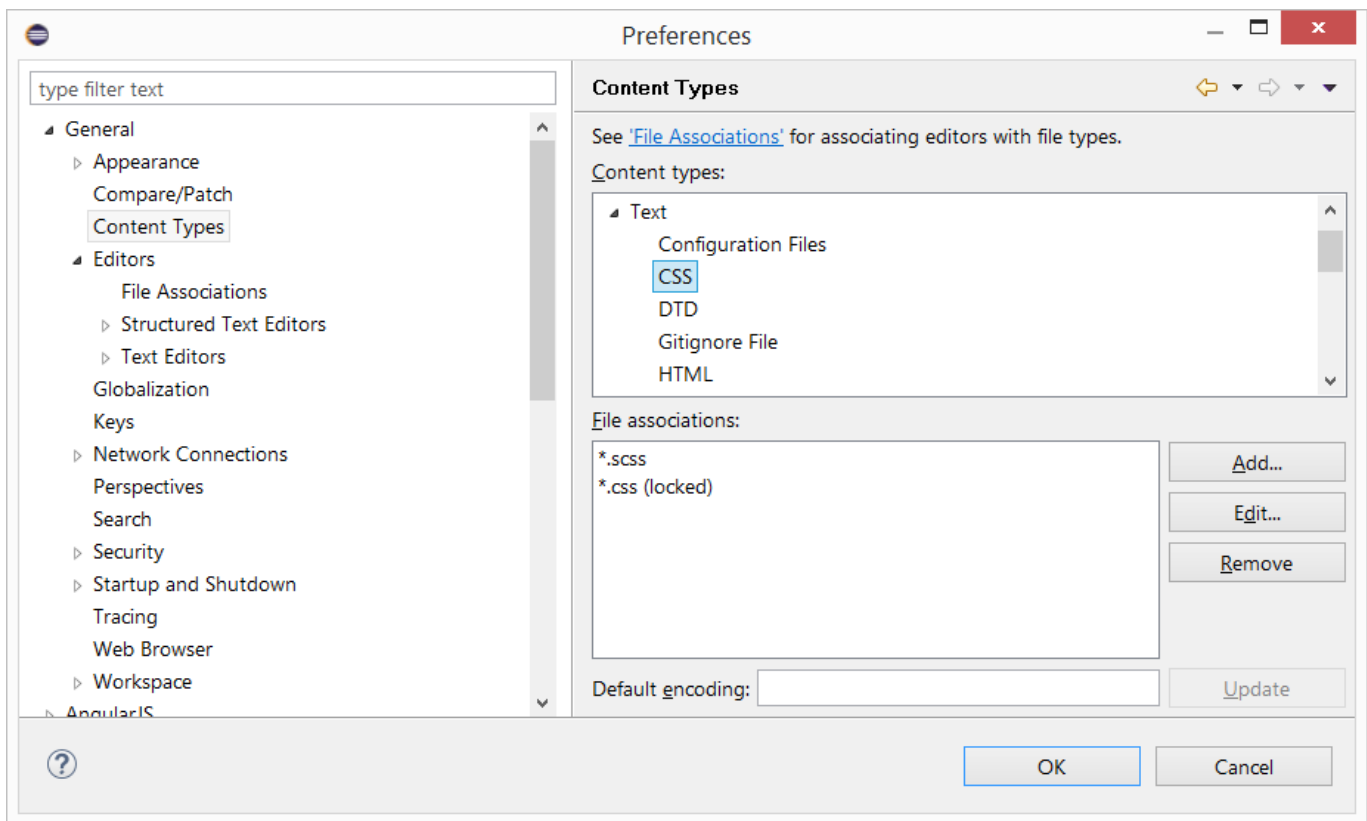 Preferences
type filter text
General
Appearance
Compare/Patch
Content Types
Editors
File Associations
Structured Text Editors
Text Editors
Globalization
Keys
Network Connections
Perspectives
Search
Security
Startup and Shutdown
Tracing
Web Browser
Workspace
AngularJS
Content Types
See 'File Associations' for associating editors with file types.
Content types:
Text
Configuration Files
CSS
DTD
Gitignore File
HTML
File associations:
*.scss
*.css (locked)
Add...
Edit...
Remove
Default encoding:
Update
OK
Cancel